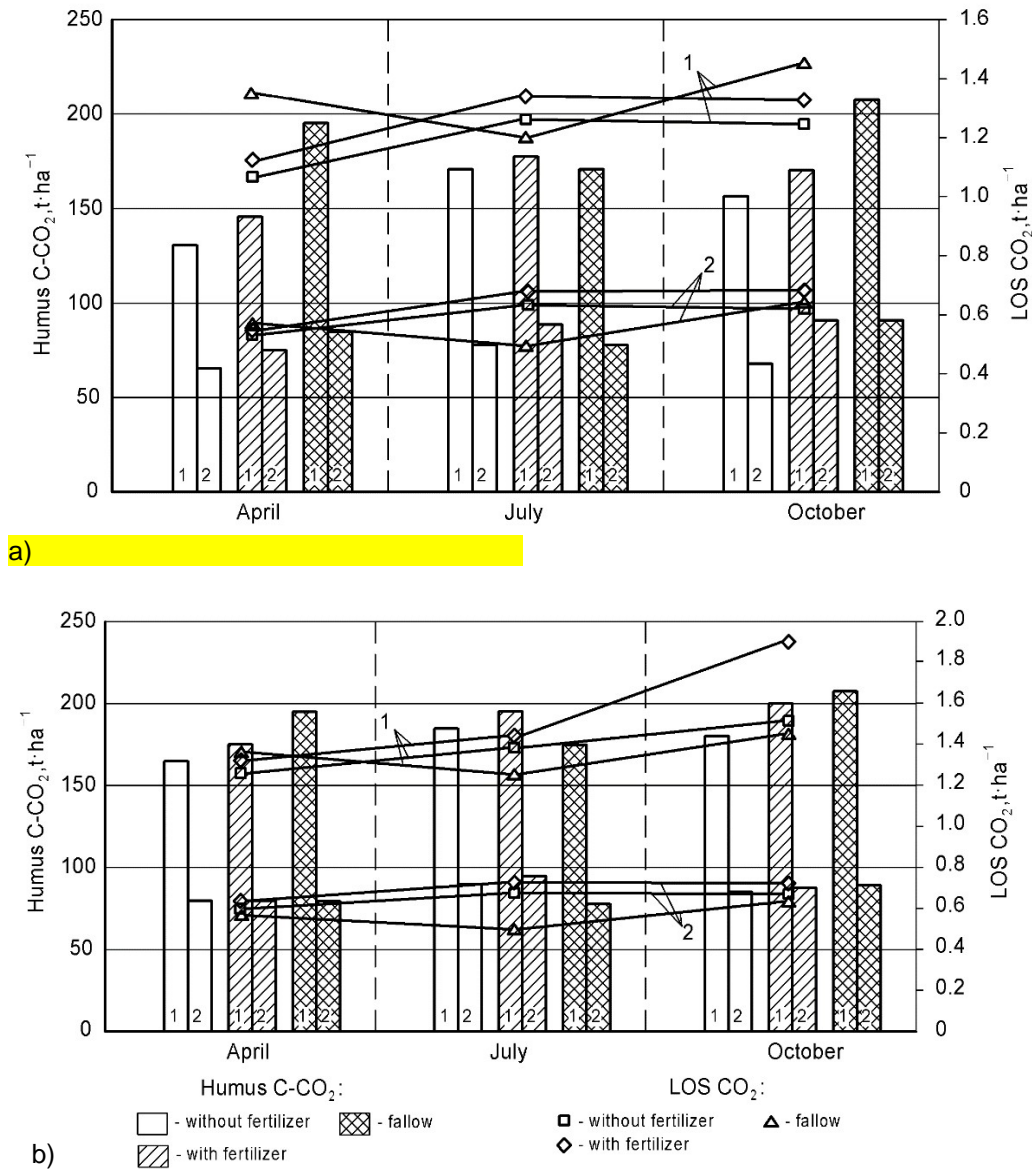 250
200
150
100
50
0
Humus C-CO₂,t·ha⁻¹
1.6
1.4
1.2
1.0
0.8
0.6
0.4
0.2
0
LOS CO₂,t·ha⁻¹
1
2
1 2 1 2 1 2 1 2 1 2 1 2 1 2 1 2 1 2
April July October
a)
250
200
150
100
50
0
Humus C-CO₂,t·ha⁻¹
2.0
1.8
1.6
1.4
1.2
1.0
0.8
0.6
0.4
0.2
0
LOS CO₂,t·ha⁻¹
1
2
1 2 1 2 1 2 1 2 1 2 1 2 1 2 1 2 1 2
April July October
Humus C-CO₂: LOS CO₂:
- without fertilizer - fallow - without fertilizer - fallow
- with fertilizer - with fertilizer
b)